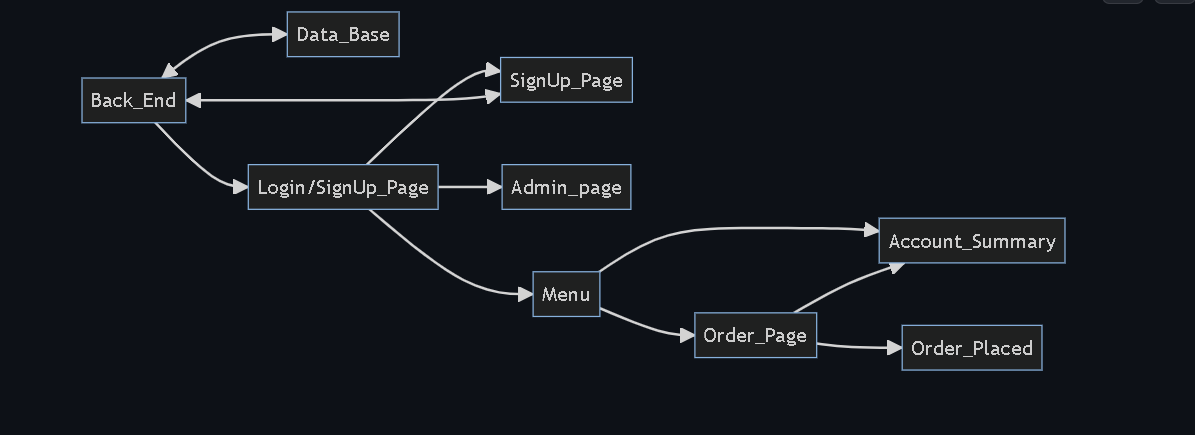 Data_Base
SignUp_Page
Back_End
Login/SignUp_Page
Admin_page
Account_Summary
Menu
Order_Page
Order_Placed